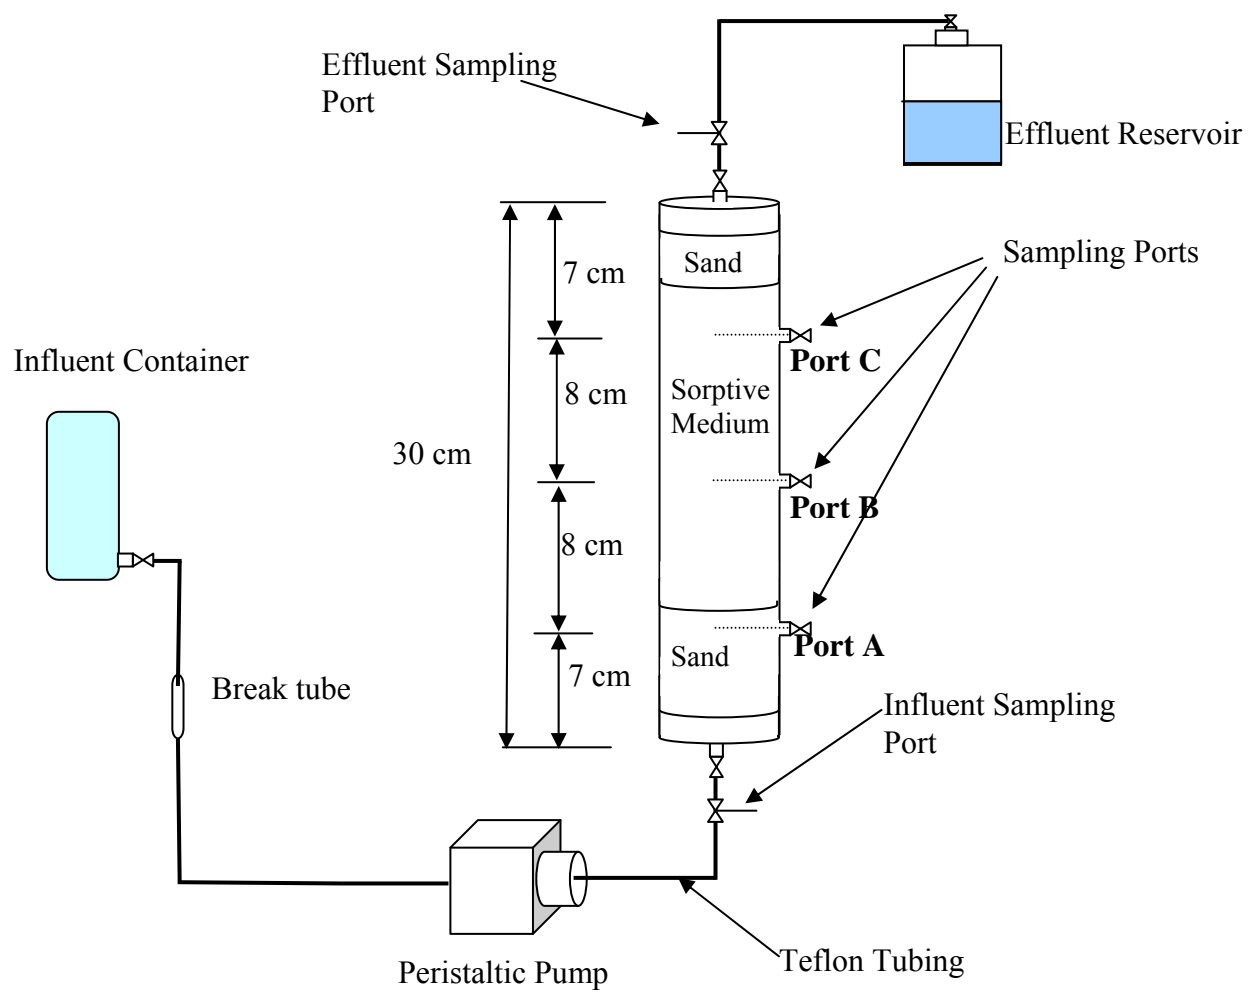 Effluent Sampling
Port
Effluent Reservoir
Sampling Ports
Sand
7 cm
Port C
Influent Container
8 cm
Sorptive
Medium
30 cm
Port B
8 cm
Port A
Sand
7 cm
Break tube
Influent Sampling
Port
Teflon Tubing
Peristaltic Pump